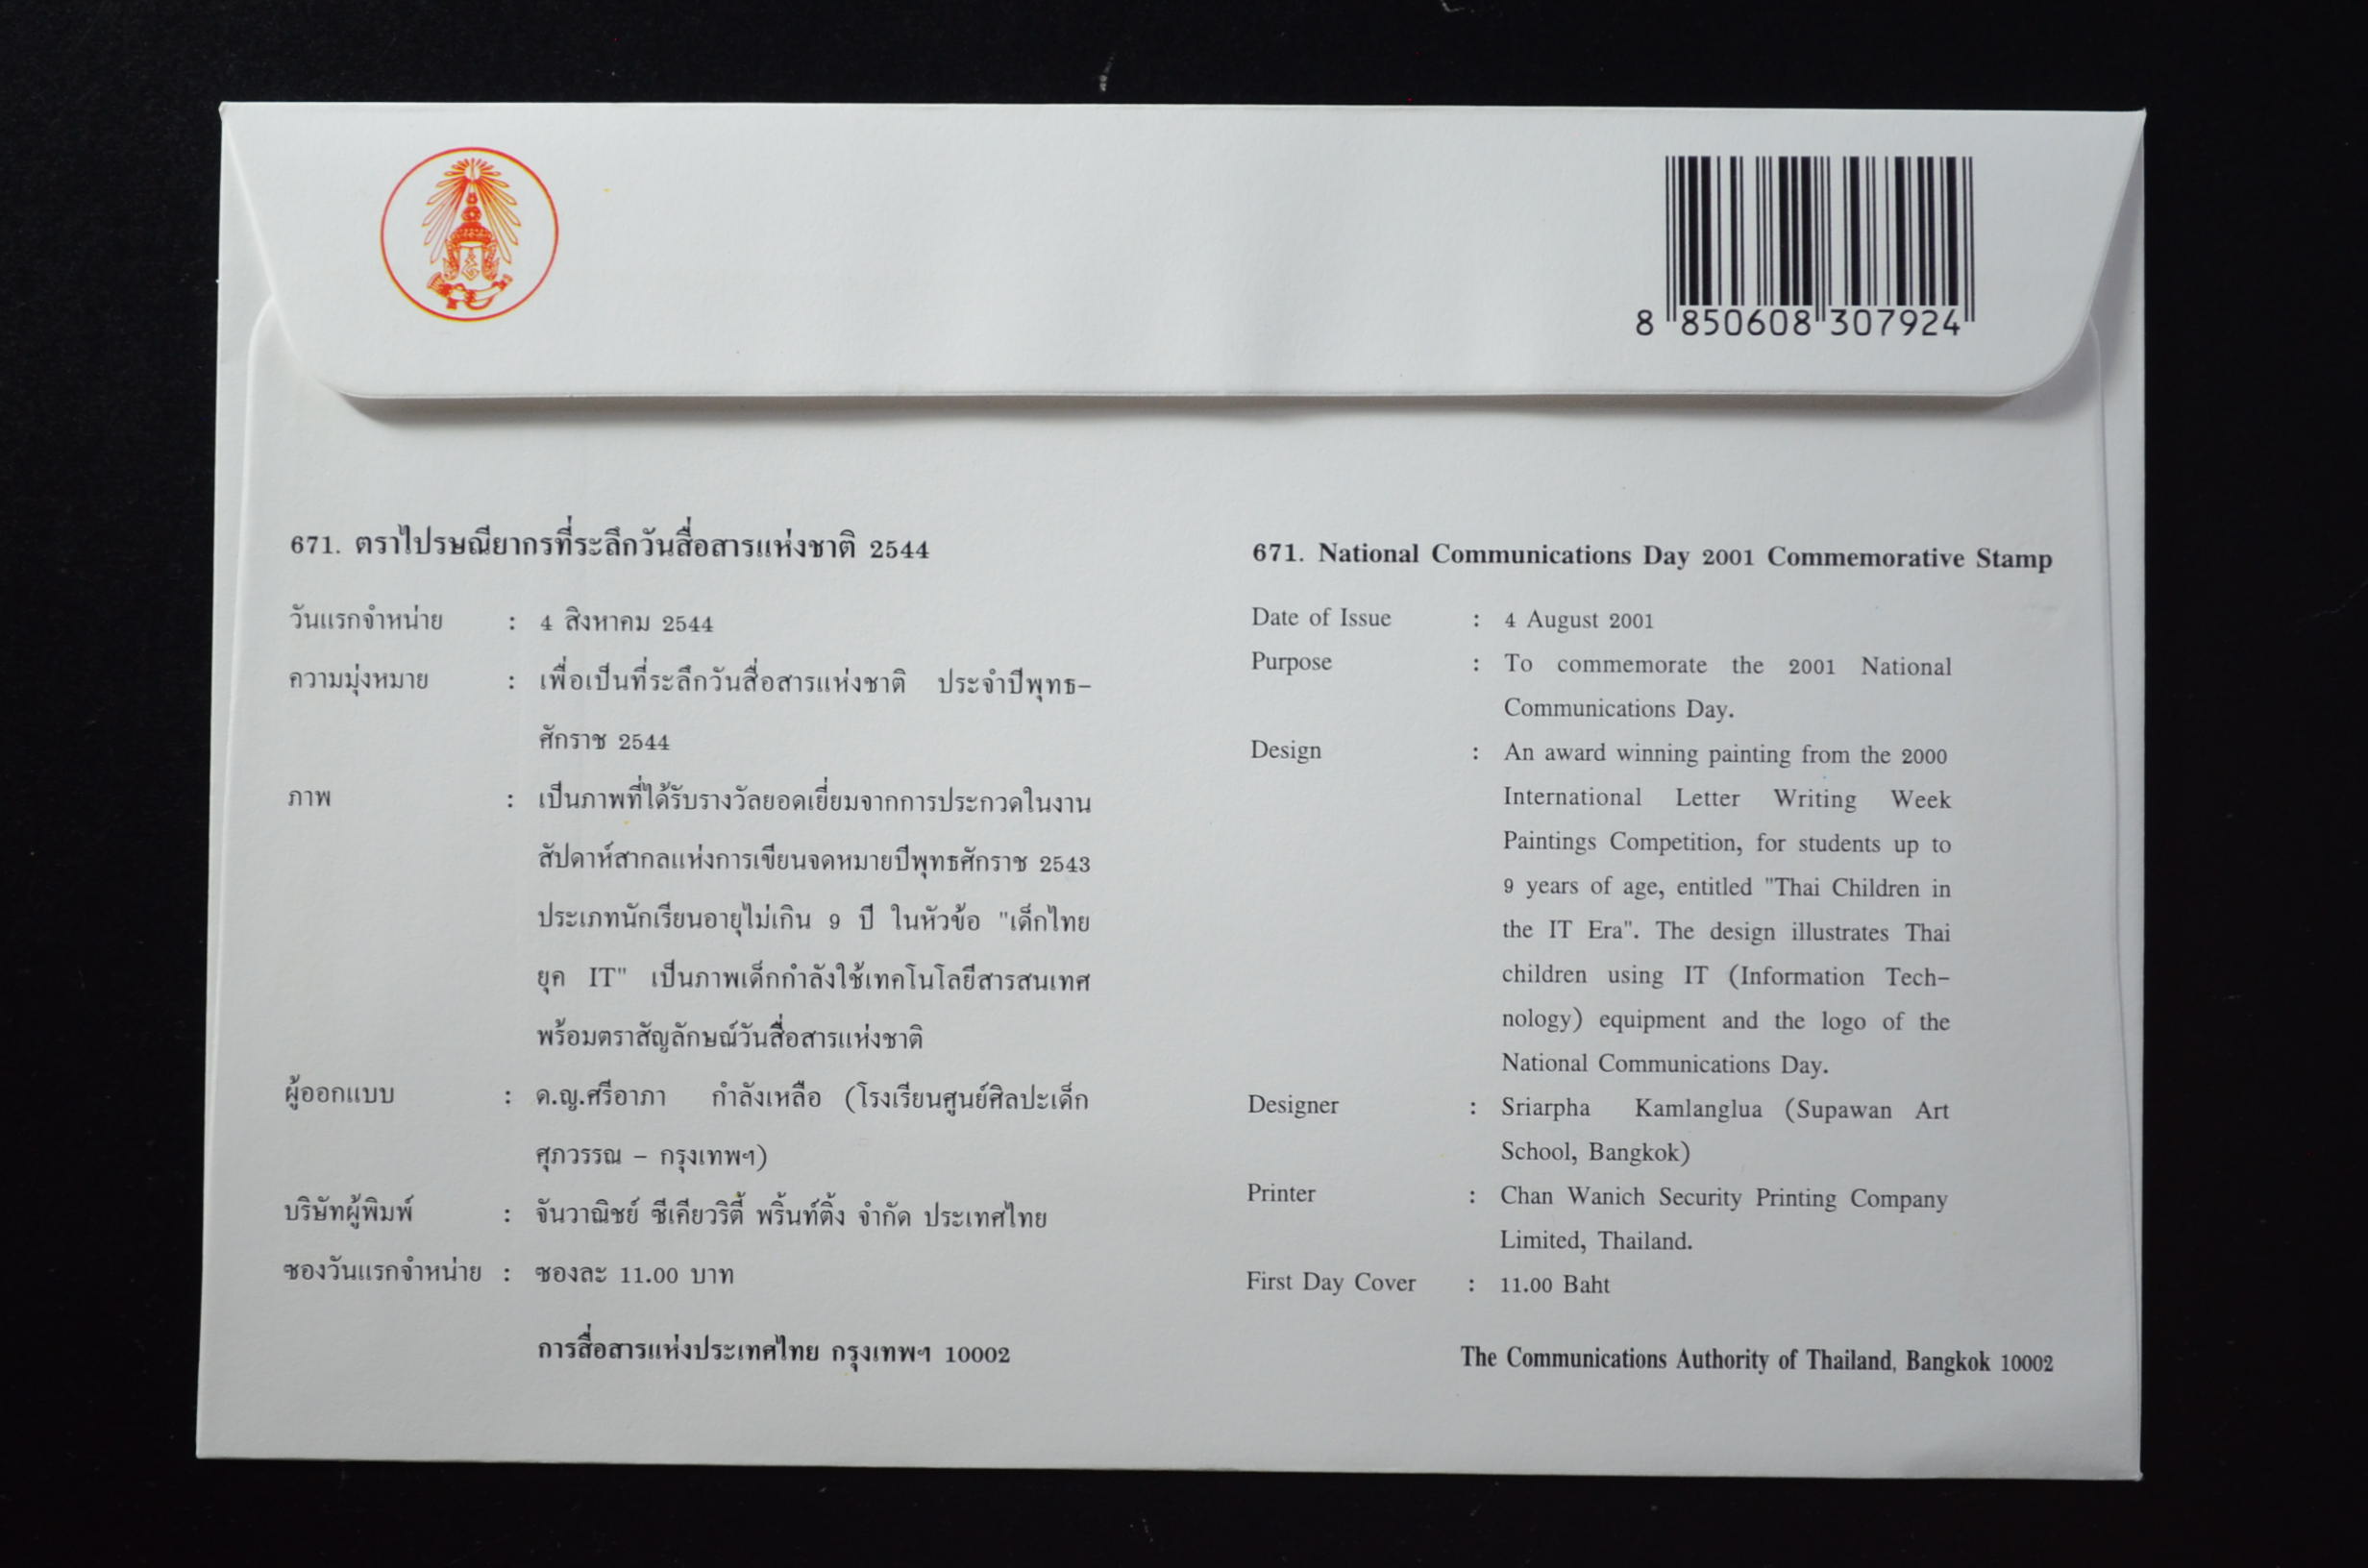 8 850608 307924
671. ตราไปรษณียากรที่ระลึกวันสื่อสารแห่งชาติ 2544
วันแรกจำหน่าย : 4 สิงหาคม 2544
ความมุ่งหมาย : เพื่อเป็นที่ระลึกวันสื่อสารแห่งชาติ ประจำปีพุทธ-
ศักราช 2544
ภาพ : เป็นภาพที่ได้รับรางวัลยอดเยี่ยมจากการประกวดในงาน
สัปดาห์สากลแห่งการเขียนจดหมายปีพุทธศักราช 2543
ประเภทนักเรียนอายุไม่เกิน 9 ปี ในหัวข้อ "เด็กไทย
ยุค IT" เป็นภาพเด็กกำลังใช้เทคโนโลยีสารสนเทศ
พร้อมตราสัญลักษณ์วันสื่อสารแห่งชาติ
ผู้ออกแบบ : ด.ญ.ศรีอาภา กำลังเหลือ (โรงเรียนศูนย์ศิลปะเด็ก
ศุภวรรณ - กรุงเทพฯ)
บริษัทผู้พิมพ์ : จันวาณิชย์ ซีเคียวริตี้ พริ้นท์ติ้ง จำกัด ประเทศไทย
ซองวันแรกจำหน่าย : ซองละ 11.00 บาท
การสื่อสารแห่งประเทศไทย กรุงเทพฯ 10002
671. National Communications Day 2001 Commemorative Stamp
Date of Issue : 4 August 2001
Purpose : To commemorate the 2001 National
Communications Day.
Design : An award winning painting from the 2000
International Letter Writing Week
Paintings Competition, for students up to
9 years of age, entitled "Thai Children in
the IT Era". The design illustrates Thai
children using IT (Information Tech-
nology) equipment and the logo of the
National Communications Day.
Designer : Sriarpha Kamlanglua (Supawan Art
School, Bangkok)
Printer : Chan Wanich Security Printing Company
Limited, Thailand.
First Day Cover : 11.00 Baht
The Communications Authority of Thailand, Bangkok 10002